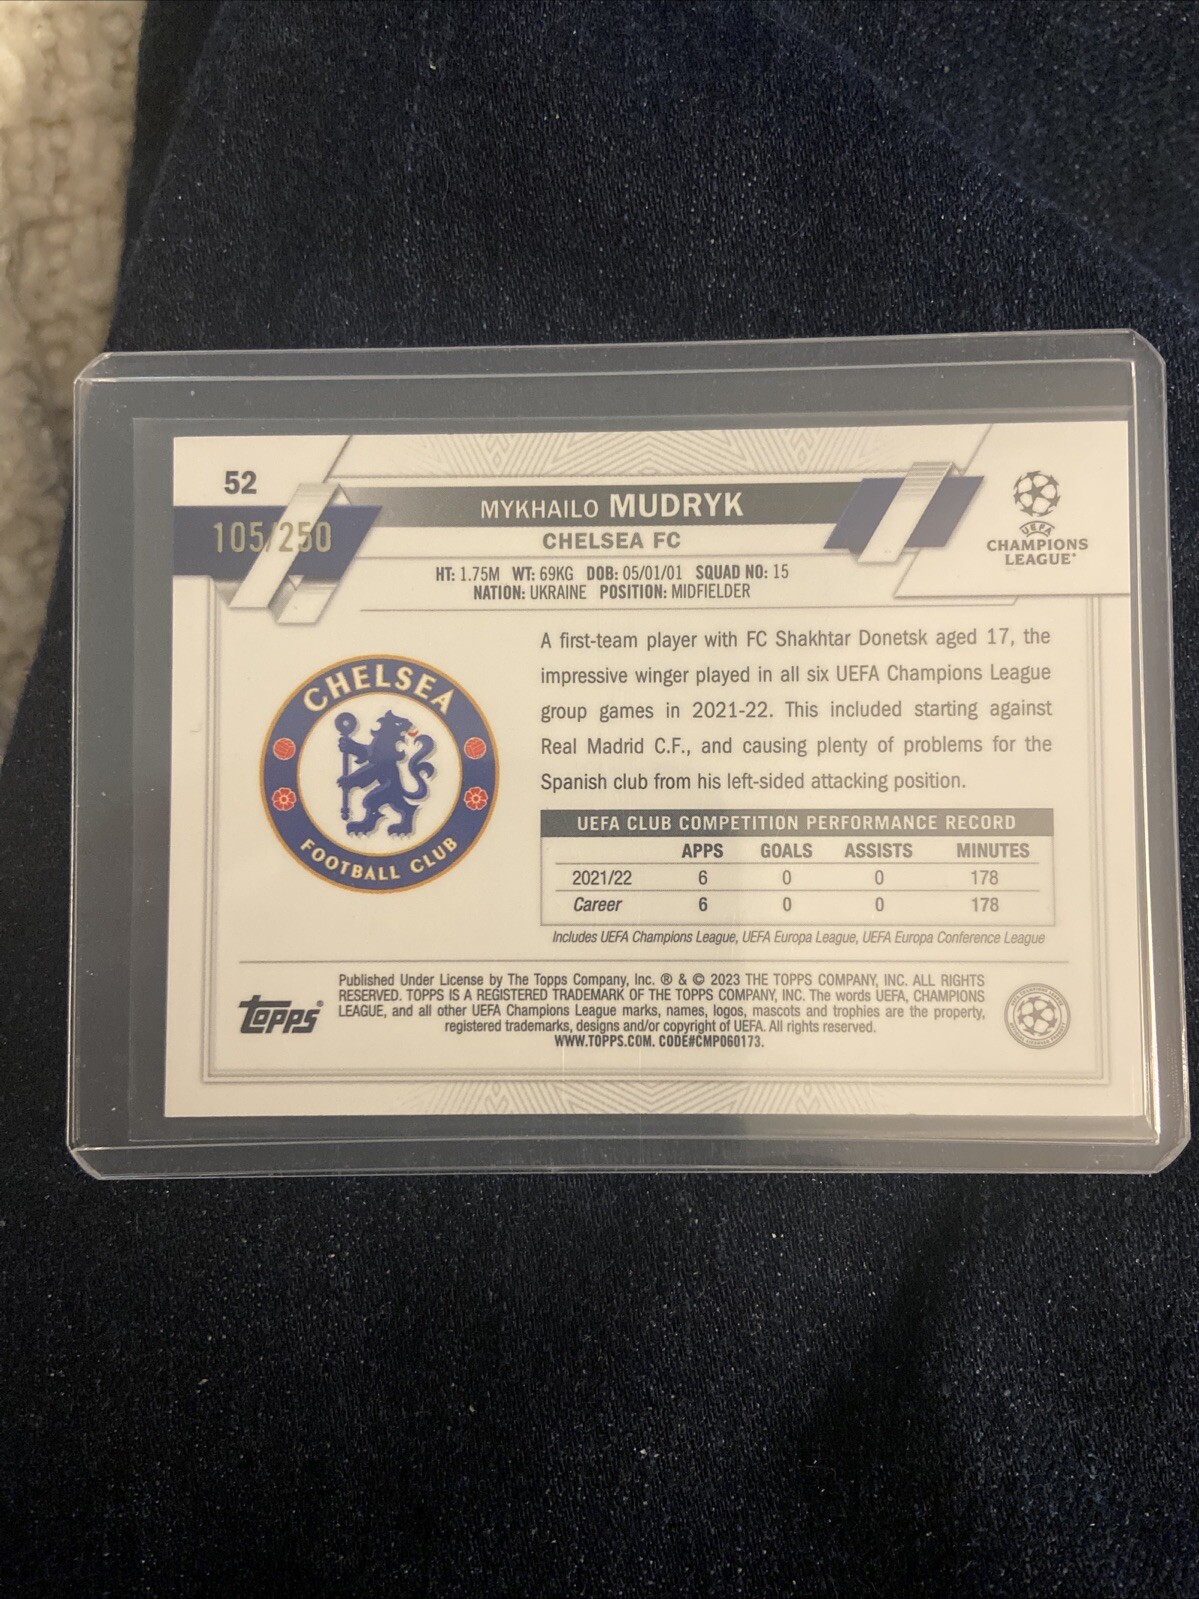 52
105/250
MYKHAILO MUDRYK
CHELSEA FC
HT: 1.75M WT: 69KG DOB: 05/01/01 SQUAD NO: 15
NATION: UKRAINE POSITION: MIDFIELDER
UEFA
CHAMPIONS
LEAGUE®
CHELSEA
FOOTBALL CLUB
A first-team player with FC Shakhtar Donetsk aged 17, the
impressive winger played in all six UEFA Champions League
group games in 2021-22. This included starting against
Real Madrid C.F., and causing plenty of problems for the
Spanish club from his left-sided attacking position.
UEFA CLUB COMPETITION PERFORMANCE RECORD
APPS GOALS ASSISTS MINUTES
2021/22 6 0 0 178
Career 6 0 0 178
Includes UEFA Champions League, UEFA Europa League, UEFA Europa Conference League
Topps®
Published Under License by The Topps Company, Inc. ® & © 2023 THE TOPPS COMPANY, INC. ALL RIGHTS
RESERVED. TOPPS IS A REGISTERED TRADEMARK OF THE TOPPS COMPANY, INC. The words UEFA, CHAMPIONS
LEAGUE, and all other UEFA Champions League marks, names, logos, mascots and trophies are the property,
registered trademarks, designs and/or copyright of UEFA. All rights reserved.
WWW.TOPPS.COM. CODE#CMP060173.